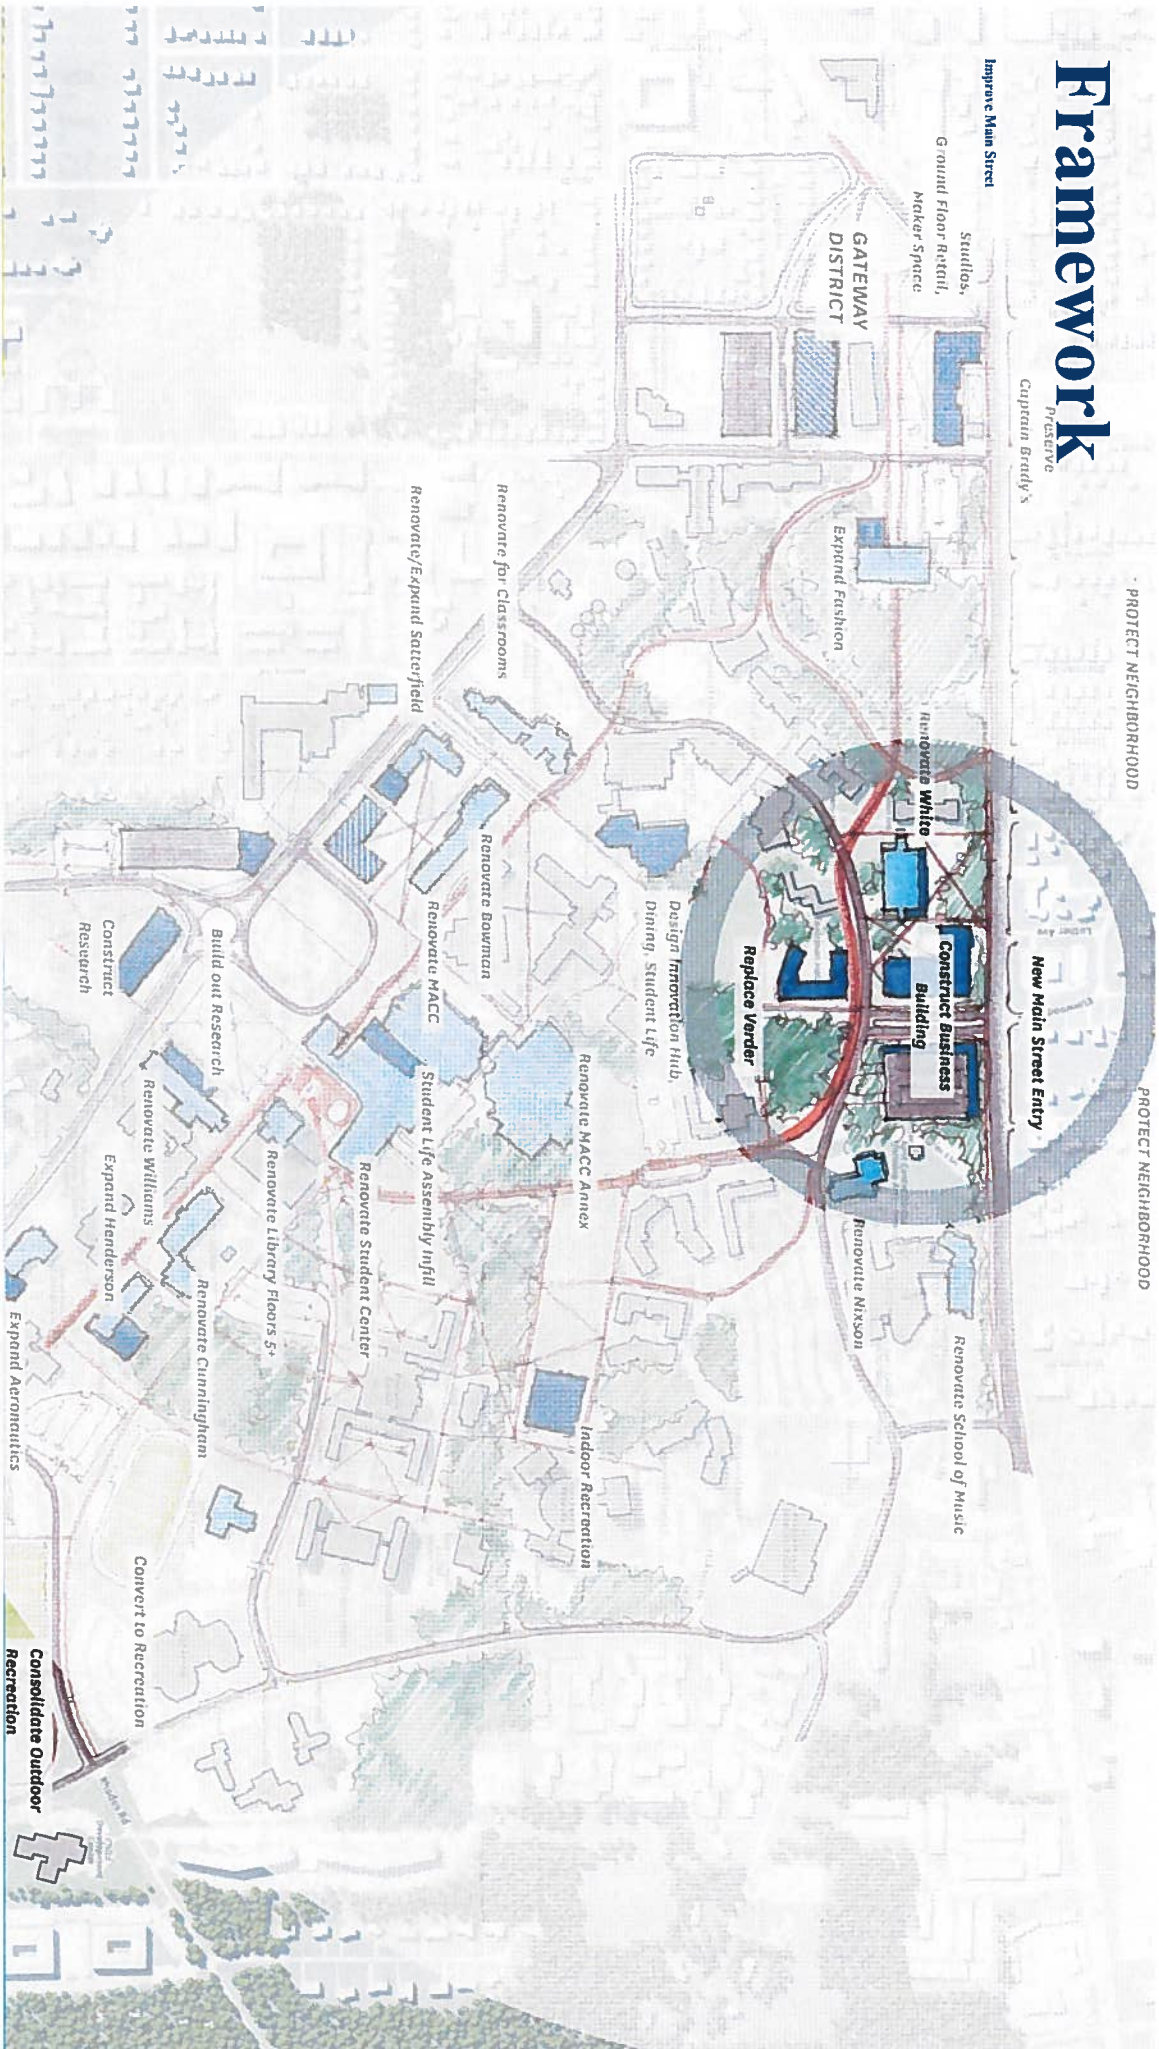 Framework
Improve Main Street
PROTECT NEIGHBORHOOD
PROTECT NEIGHBORHOOD
Preserve
Captain Brady's
Studios,
Ground Floor Retail,
Maker Space
GATEWAY
DISTRICT
Expand Fashion
Renovate White
New Main Street Entry
Luther Ave
Construct Business
Building
Replace Verder
Renovate Nixson
Renovate School of Music
Renovate for Classrooms
Renovate/Expand Satterfield
Design Innovation Hub,
Dining, Student Life
Renovate Bowman
Renovate MACC
Renovate MACC Annex
Student Life Assembly Infill
Renovate Student Center
Indoor Recreation
Build out Research
Construct
Research
Renovate Library Floors 5+
Renovate Williams
Expand Henderson
Renovate Cunningham
Expand Aeronautics
Convert to Recreation
Consolidate Outdoor
Recreation